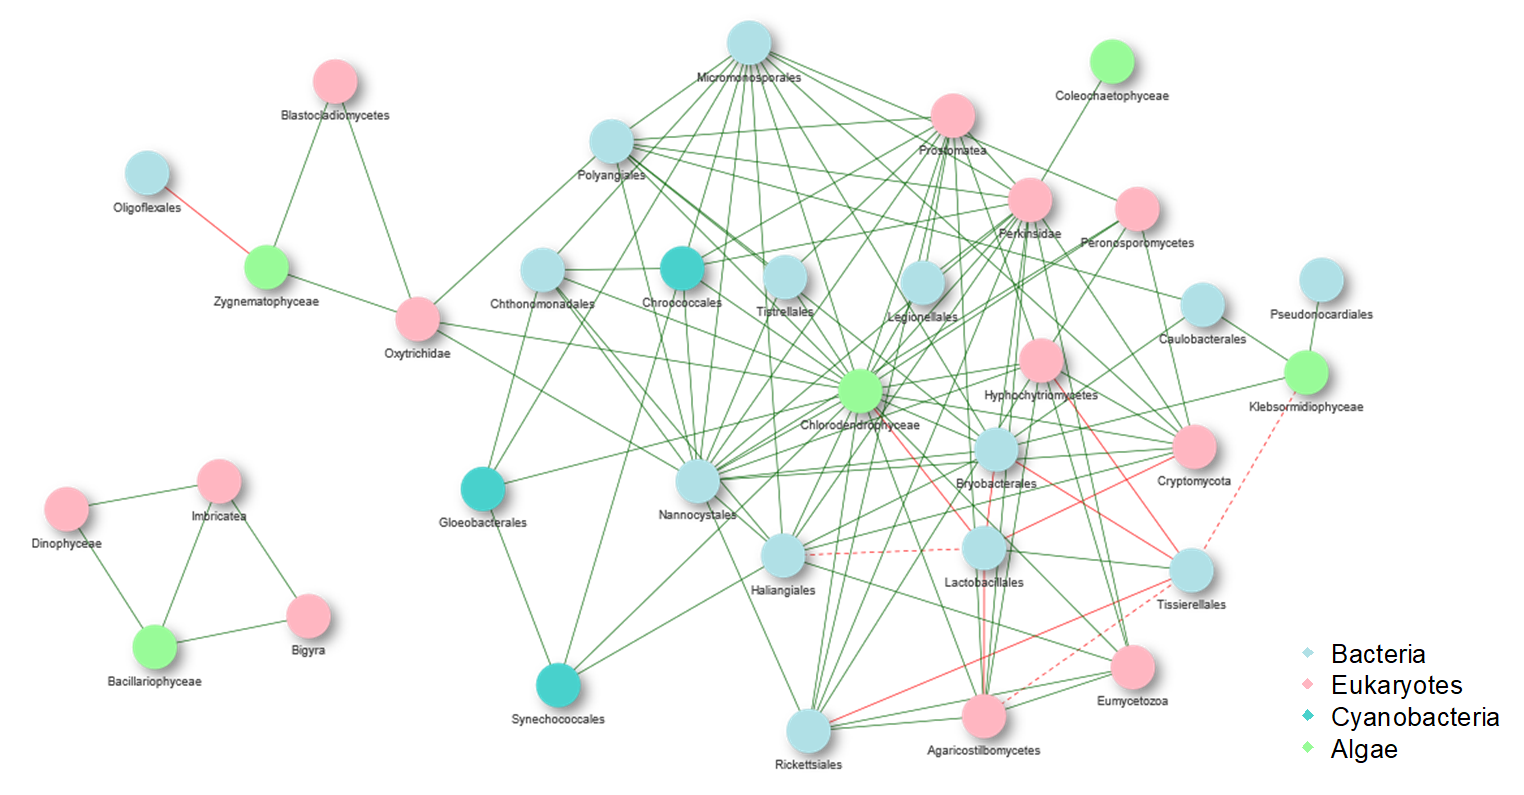 Micromonosporales
Coleochaetophyceae
Blastocladiomycetes
Prostomatea
Polyangiales
Oligoflexales
Perkinsidae
Peronosporomycetes
Zygnematophyceae
Chthonomonadales
Chroococcales
Tistrellales
Legionellales
Pseudonocardiales
Caulobacterales
Oxytrichidae
Hyphochytriomycetes
Klebsormidiophyceae
Chlorodendrophyceae
Bryobacterales
Cryptomycota
Imbricatea
Nannocystales
Gloeobacterales
Dinophyceae
Lactobacillales
Haliangiales
Tissierellales
Bigyra
Bacillariophyceae
Eumycetozoa
Synechococcales
Agaricostilbomycetes
Rickettsiales
Bacteria
Eukaryotes
Cyanobacteria
Algae